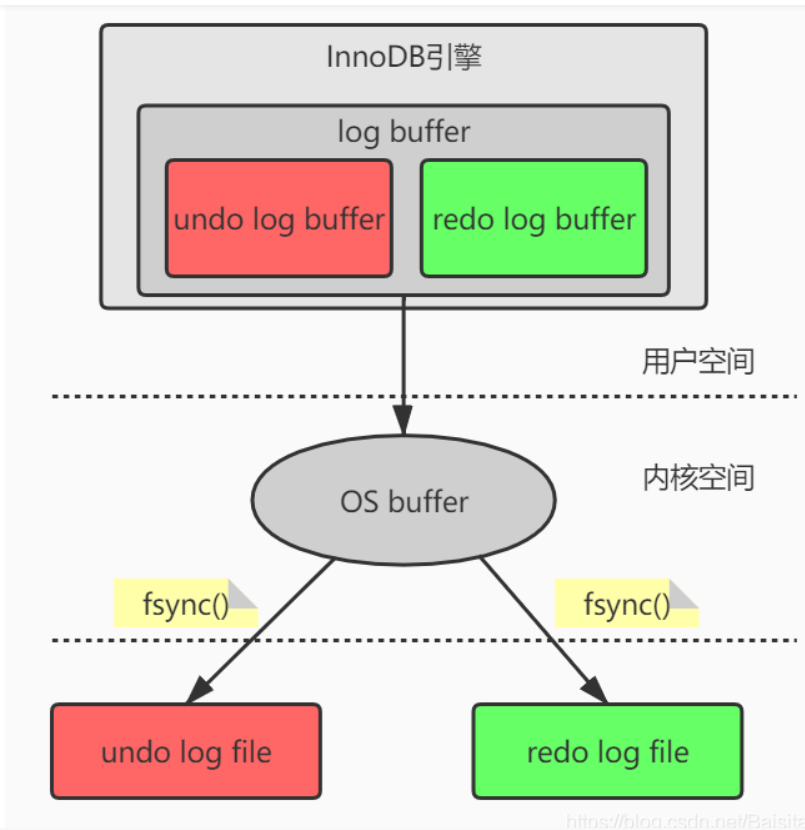 InnoDB引擎
log buffer
undo log buffer
redo log buffer
用户空间
内核空间
OS buffer
fsync()
fsync()
undo log file
redo log file
https://blog.csdn.net/Baisita